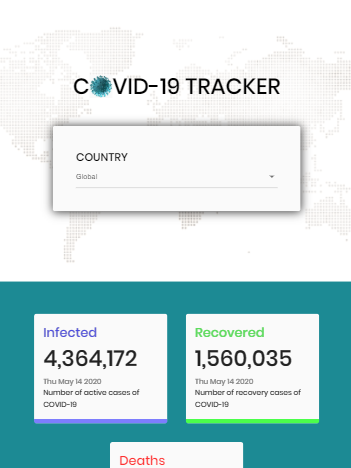 COVID-19 TRACKER
COUNTRY
Global
Infected
4,364,172
Thu May 14 2020
Number of active cases of
COVID-19
Recovered
1,560,035
Thu May 14 2020
Number of recovery cases of
COVID-19
Deaths